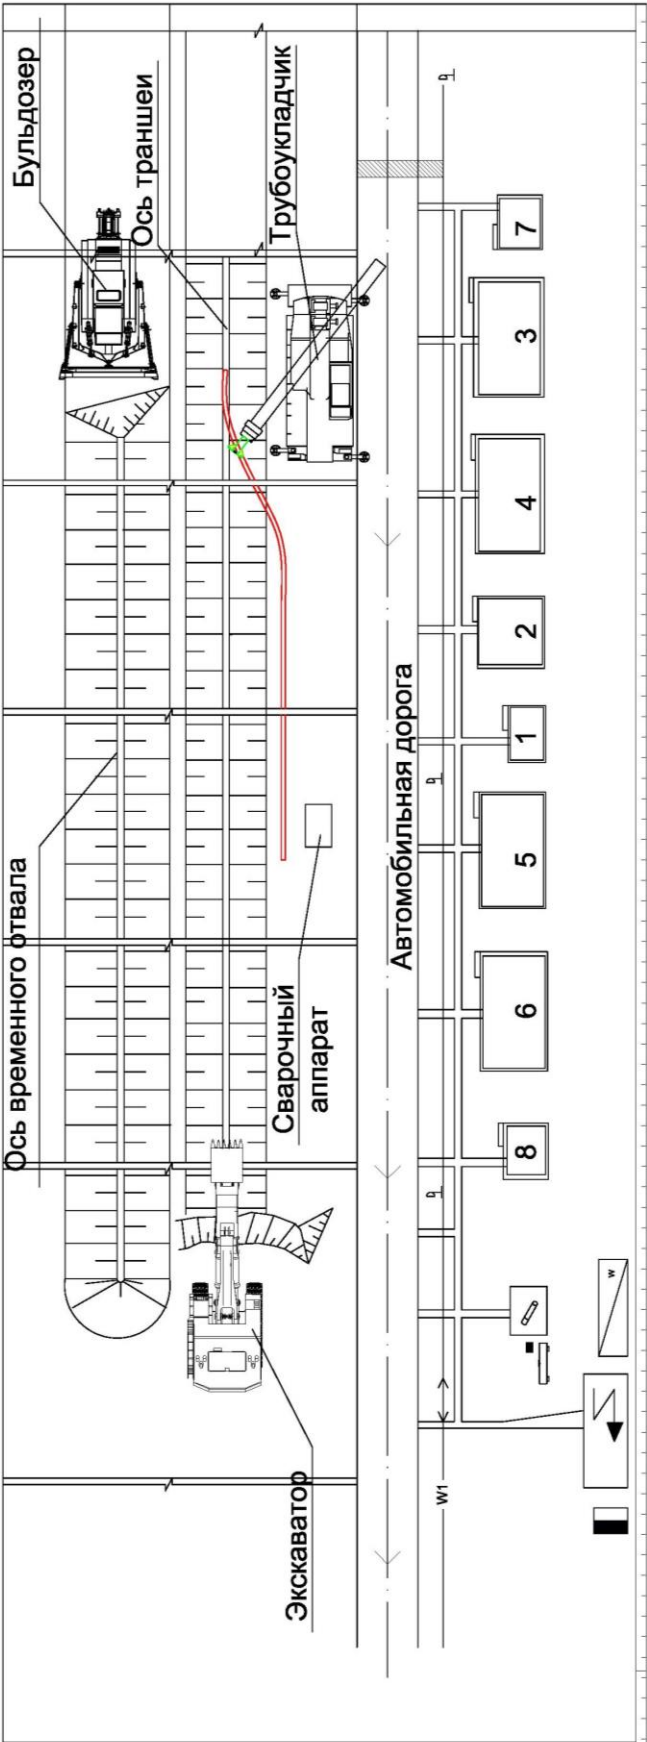 Бульдозер
Ось траншеи
Трубоукладчик
Ось временного отвала
Сварочный
аппарат
Экскаватор
Автомобильная дорога
7
3
4
2
1
5
6
8
W1
w